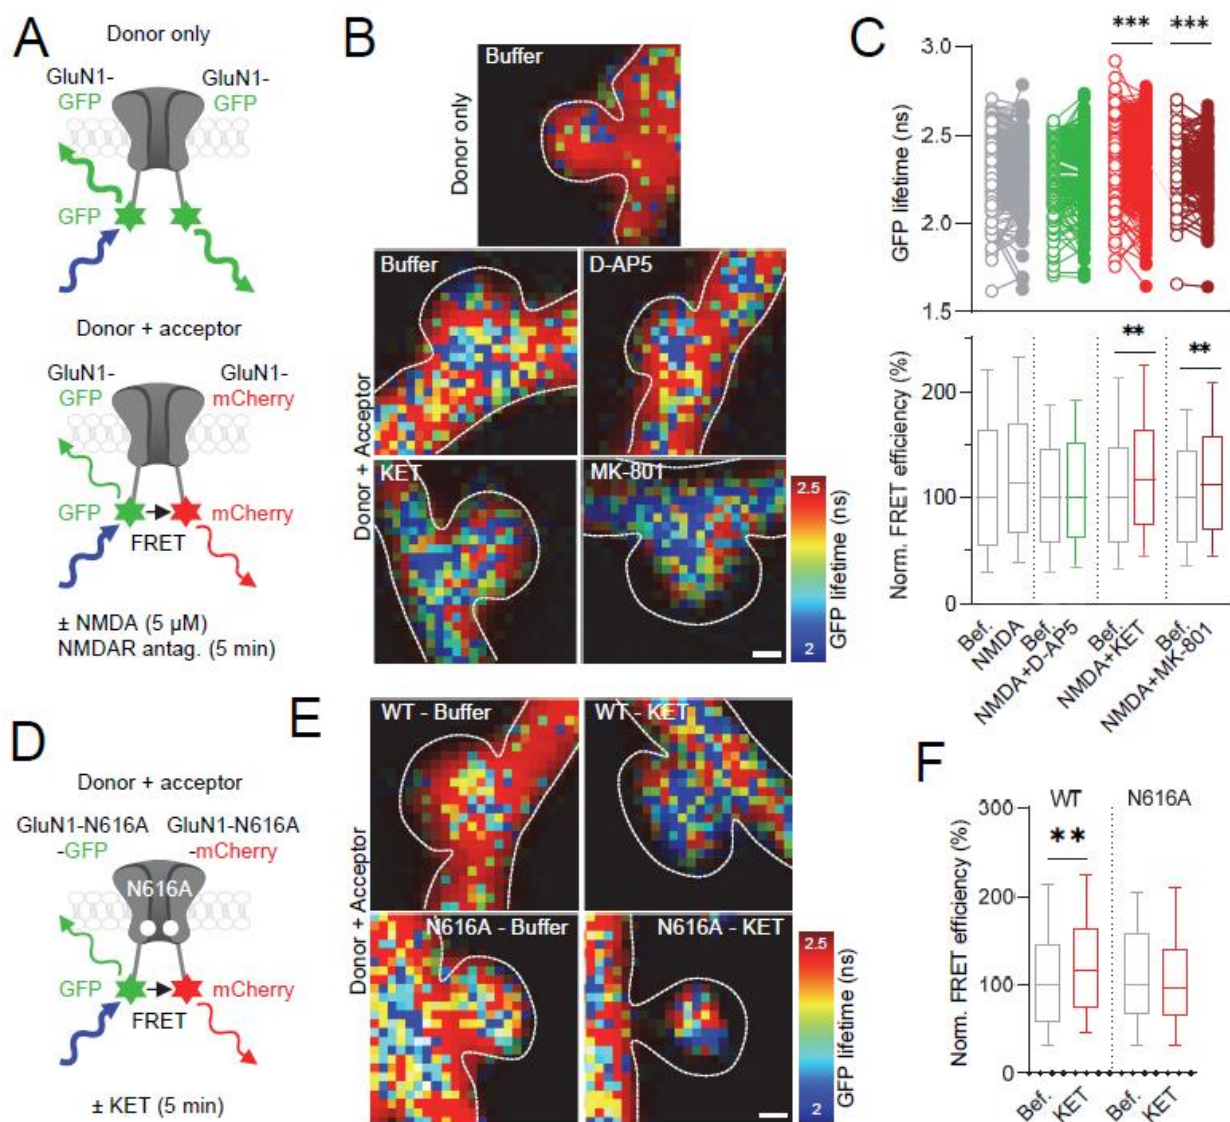 A
Donor only
GluN1-
GFP
GluN1-
GFP
GFP
Donor + acceptor
GluN1-
GFP
GluN1-
mCherry
GFP
mCherry
FRET
± NMDA (5 µM)
NMDAR antag. (5 min)
B
Donor only
Buffer
Donor + Acceptor
Buffer
D-AP5
KET
MK-801
2.5
2
GFP lifetime (ns)
C
***
***
3.0
2.5
2.0
1.5
GFP lifetime (ns)
**
**
200
100
0
Norm. FRET efficiency (%)
Bef.
NMDA
Bef.
NMDA+D-AP5
Bef.
NMDA+KET
Bef.
NMDA+MK-801
D
Donor + acceptor
GluN1-N616A
-GFP
GluN1-N616A
-mCherry
N616A
GFP
mCherry
FRET
± KET (5 min)
E
Donor + Acceptor
WT - Buffer
WT - KET
N616A - Buffer
N616A - KET
2.5
2
GFP lifetime (ns)
F
WT
N616A
**
300
200
100
0
Norm. FRET efficiency (%)
Bef.
KET
Bef.
KET